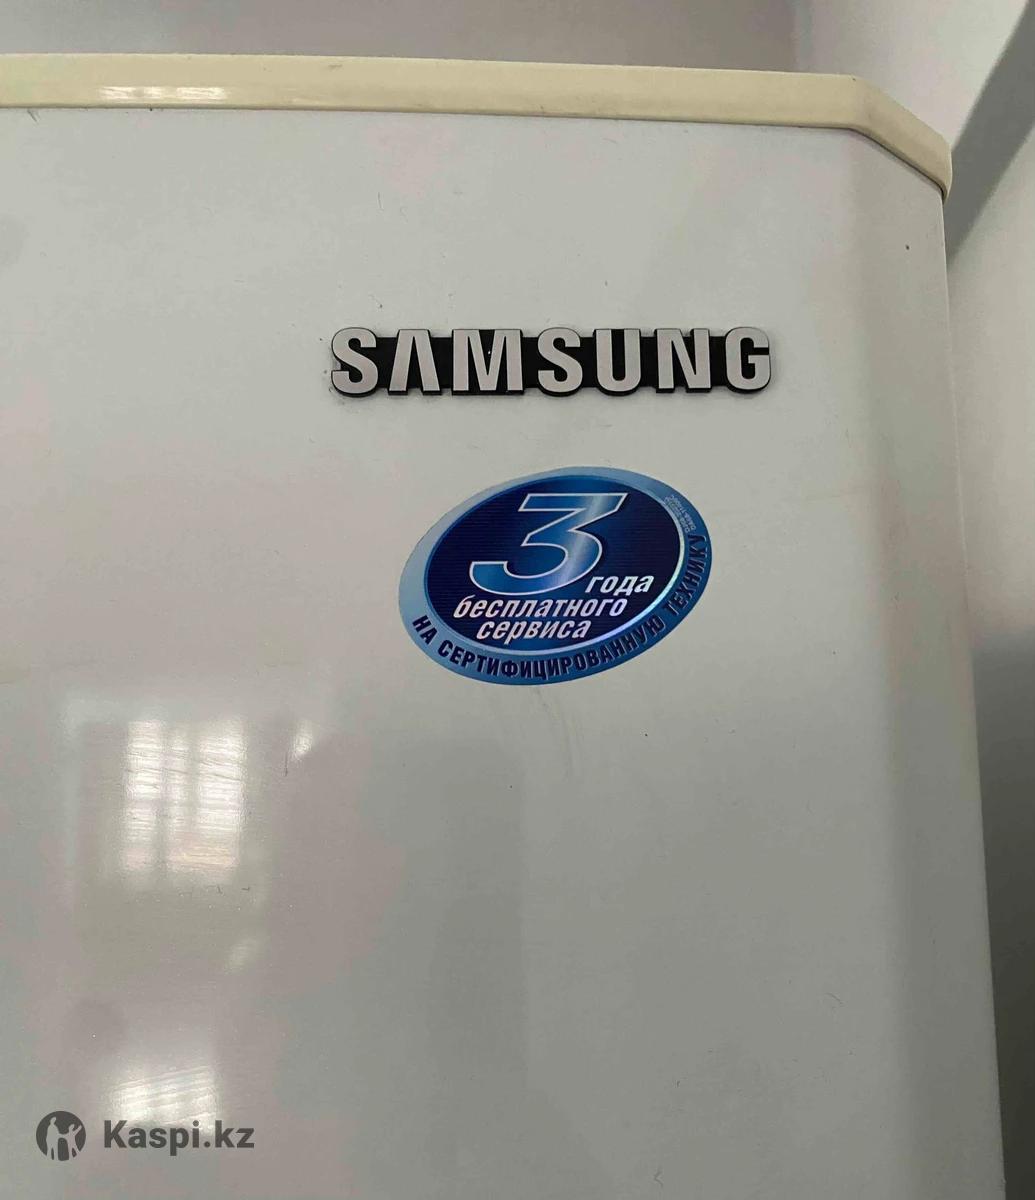 SAMSUNG
3
года
бесплатного
сервиса
НА СЕРТИФИЦИРОВАННУЮ ТЕХНИКУ
Kaspi.kz